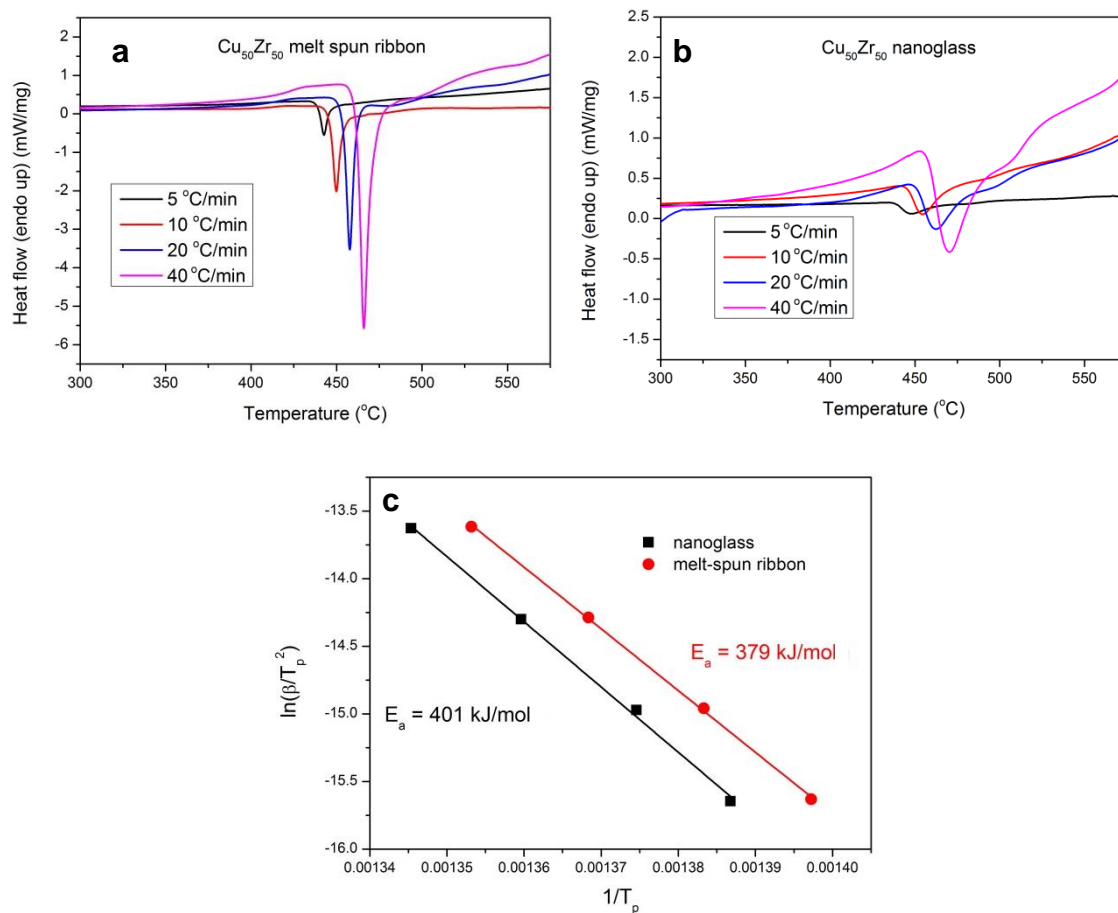 a
Cu₅₀Zr₅₀ melt spun ribbon
Heat flow (endo up) (mW/mg)
2
1
0
-1
-2
-3
-4
-5
-6
5 °C/min
10 °C/min
20 °C/min
40 °C/min
300 350 400 450 500 550
Temperature (°C)
b
Cu₅₀Zr₅₀ nanoglass
Heat flow (endo up) (mW/mg)
2.5
2.0
1.5
1.0
0.5
0.0
-0.5
-1.0
-1.5
5 °C/min
10 °C/min
20 °C/min
40 °C/min
300 350 400 450 500 550
Temperature (°C)
c
ln(β/Tₚ²)
-13.5
-14.0
-14.5
-15.0
-15.5
-16.0
nanoglass
melt-spun ribbon
Eₐ = 379 kJ/mol
Eₐ = 401 kJ/mol
0.00134 0.00135 0.00136 0.00137 0.00138 0.00139 0.00140
1/Tₚ